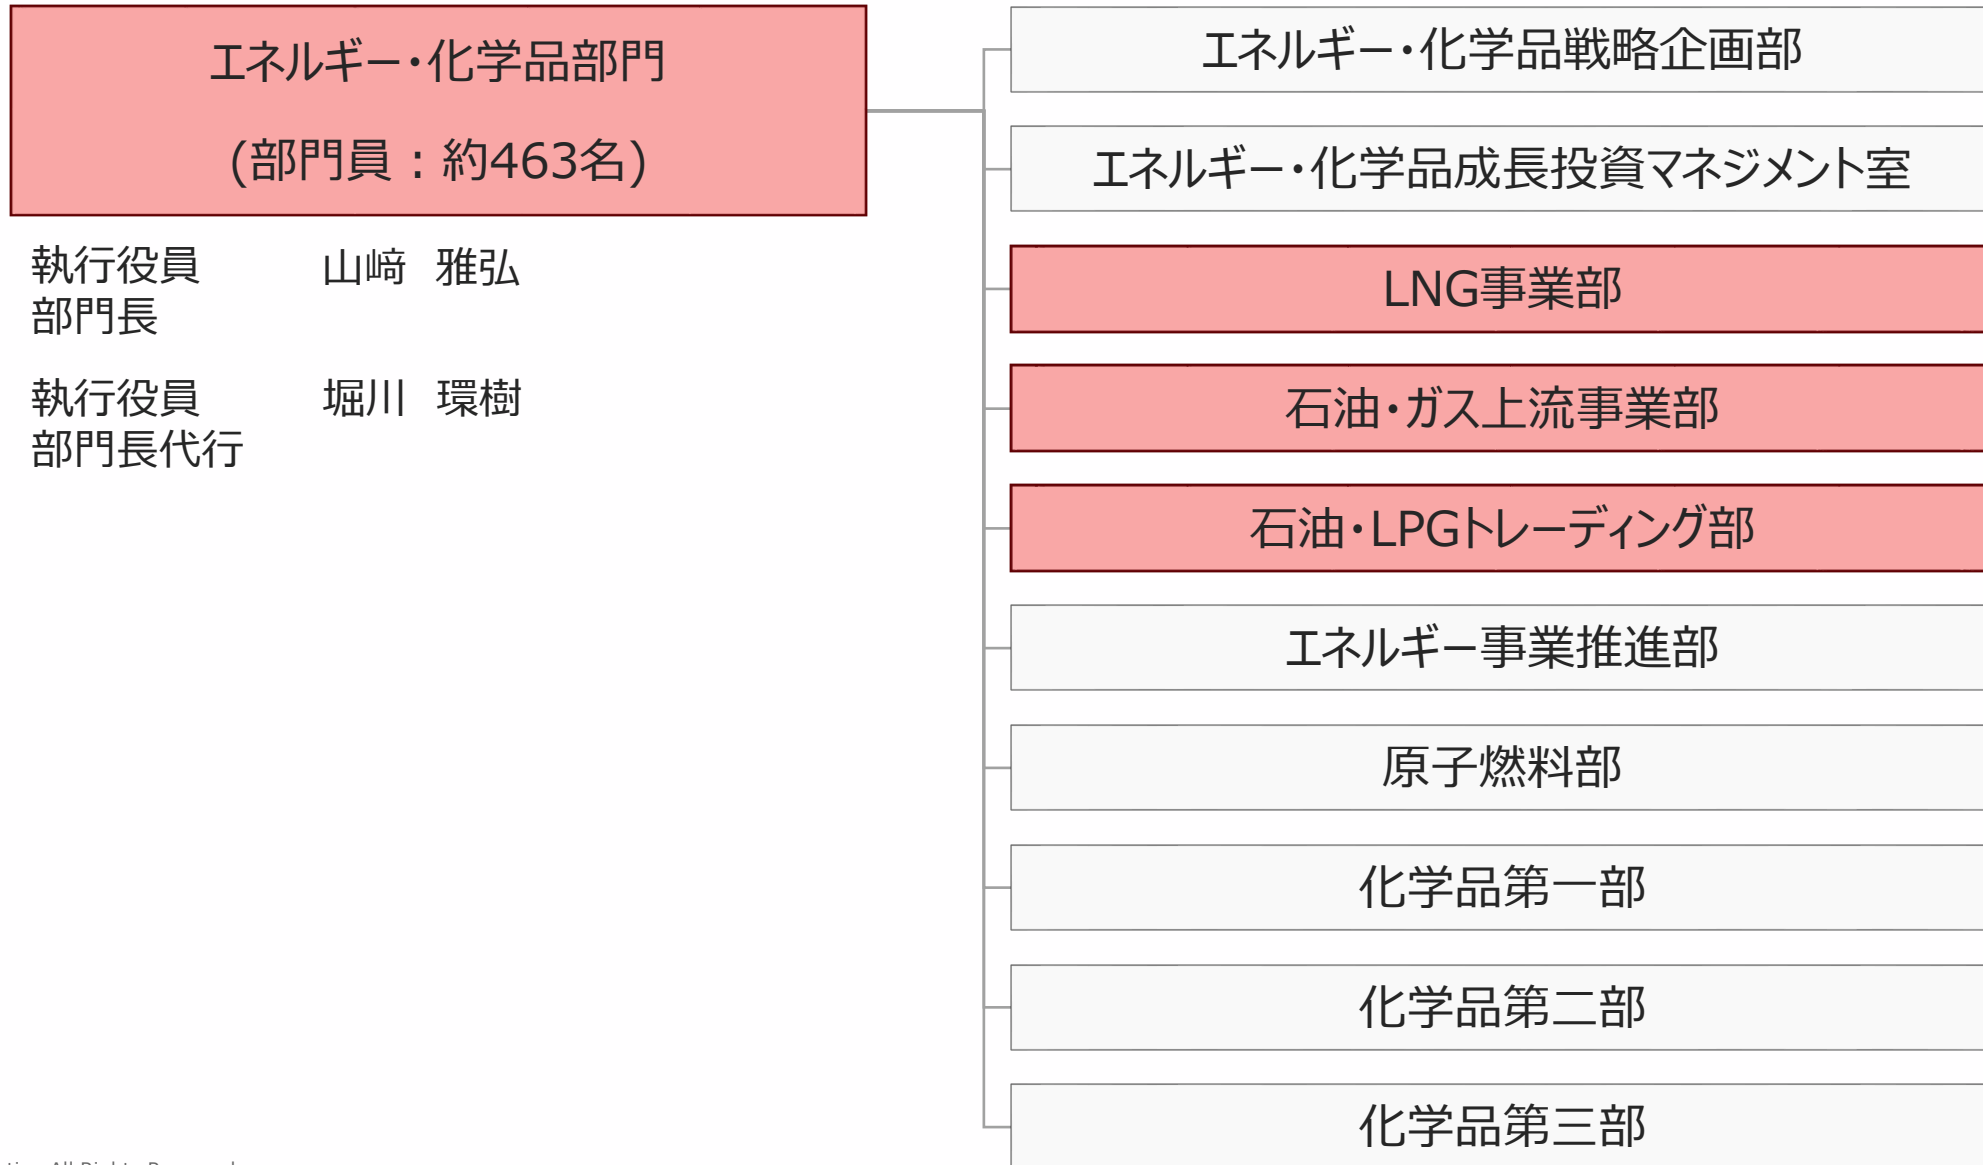 エネルギー・化学品部門
(部門員：約463名)
執行役員 山﨑 雅弘
部門長
執行役員 堀川 環樹
部門長代行
エネルギー・化学品戦略企画部
エネルギー・化学品成長投資マネジメント室
LNG事業部
石油・ガス上流事業部
石油・LPGトレーディング部
エネルギー事業推進部
原子燃料部
化学品第一部
化学品第二部
化学品第三部